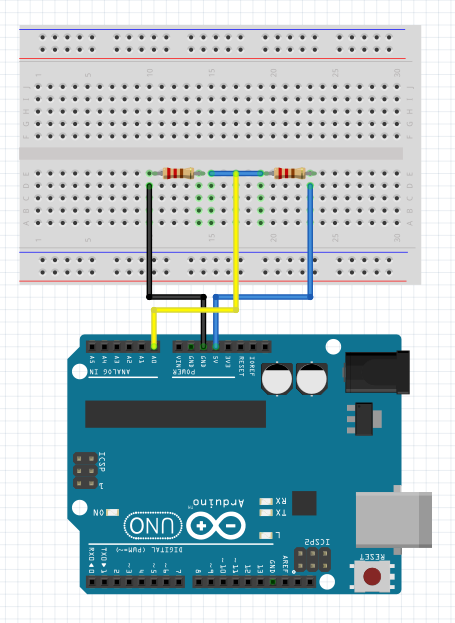 1 5 10 15 20 25 30
J
I
H
G
F
E
D
C
B
A
1 5 10 15 20 25 30
A5 A4 A3 A2 A1 A0 VIN GND GND 5V 3V3 RESET IOREF
ANALOG IN POWER
ICSP
1
ON
UNO
Arduino
TM
RX
TX
L
DIGITAL (PWM=~)
ICSP2
RX0 0 TX0 1 2 ~3 4 ~5 ~6 7 8 ~9 ~10 ~11 12 13 GND AREF
RESET